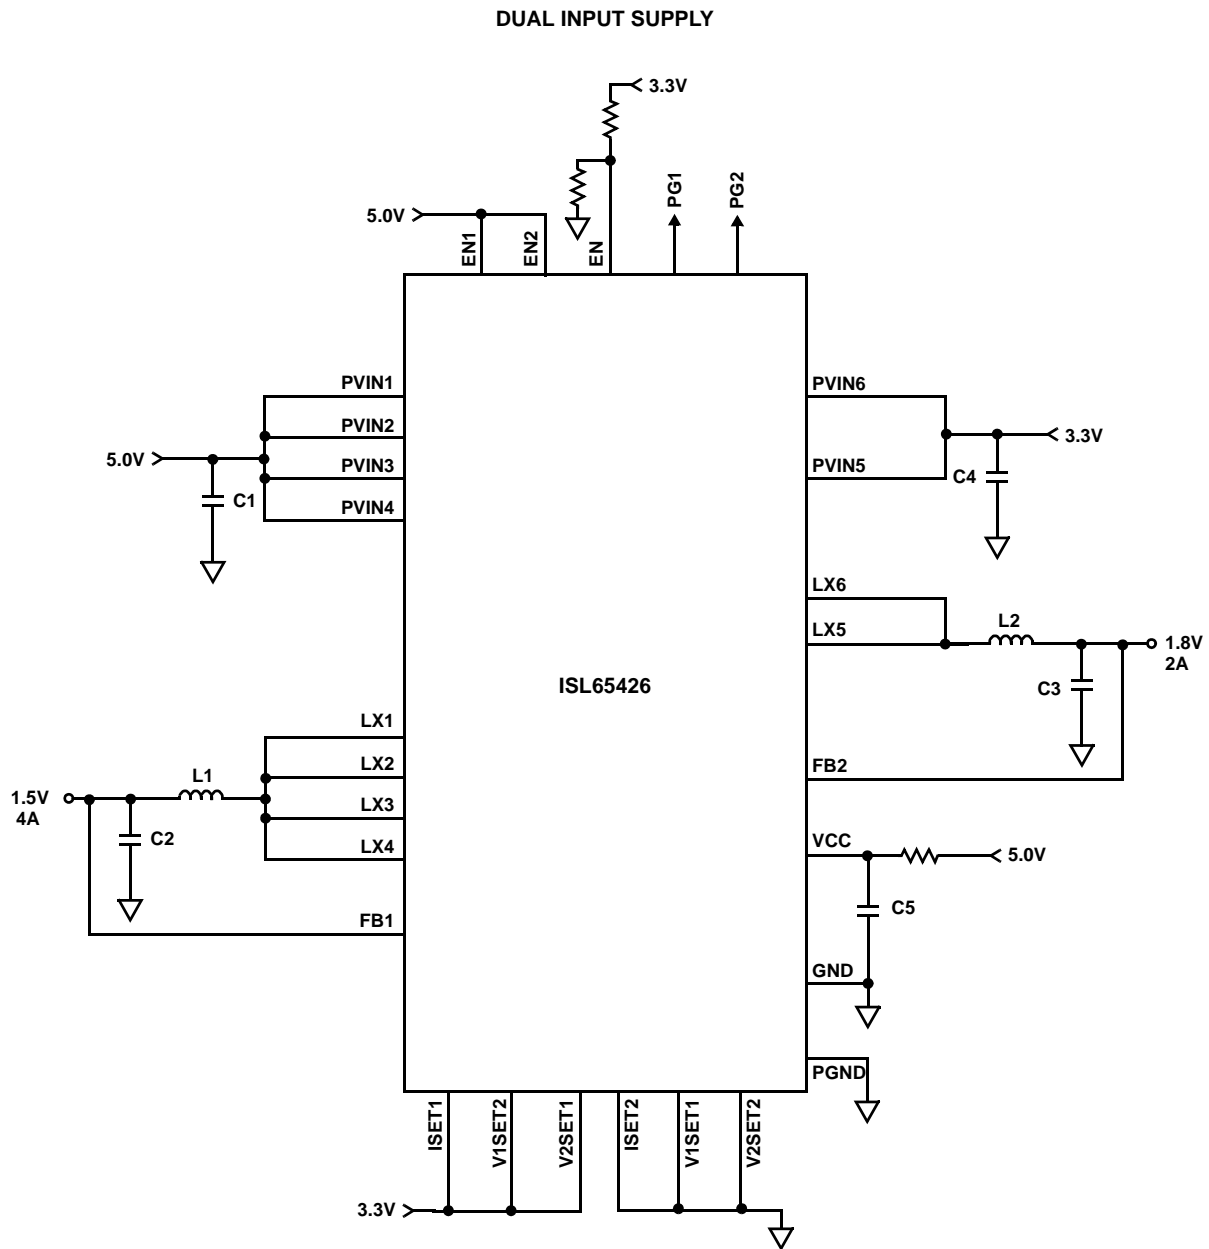 DUAL INPUT SUPPLY
3.3V
PG1
PG2
5.0V
EN1
EN2
EN
PVIN1
PVIN6
PVIN2
5.0V
3.3V
PVIN3
PVIN5
C4
C1
PVIN4
LX6
L2
LX5
1.8V
2A
ISL65426
C3
LX1
LX2
FB2
L1
1.5V
4A
LX3
C2
LX4
VCC
5.0V
C5
FB1
GND
PGND
ISET1
V1SET2
V2SET1
ISET2
V1SET1
V2SET2
3.3V